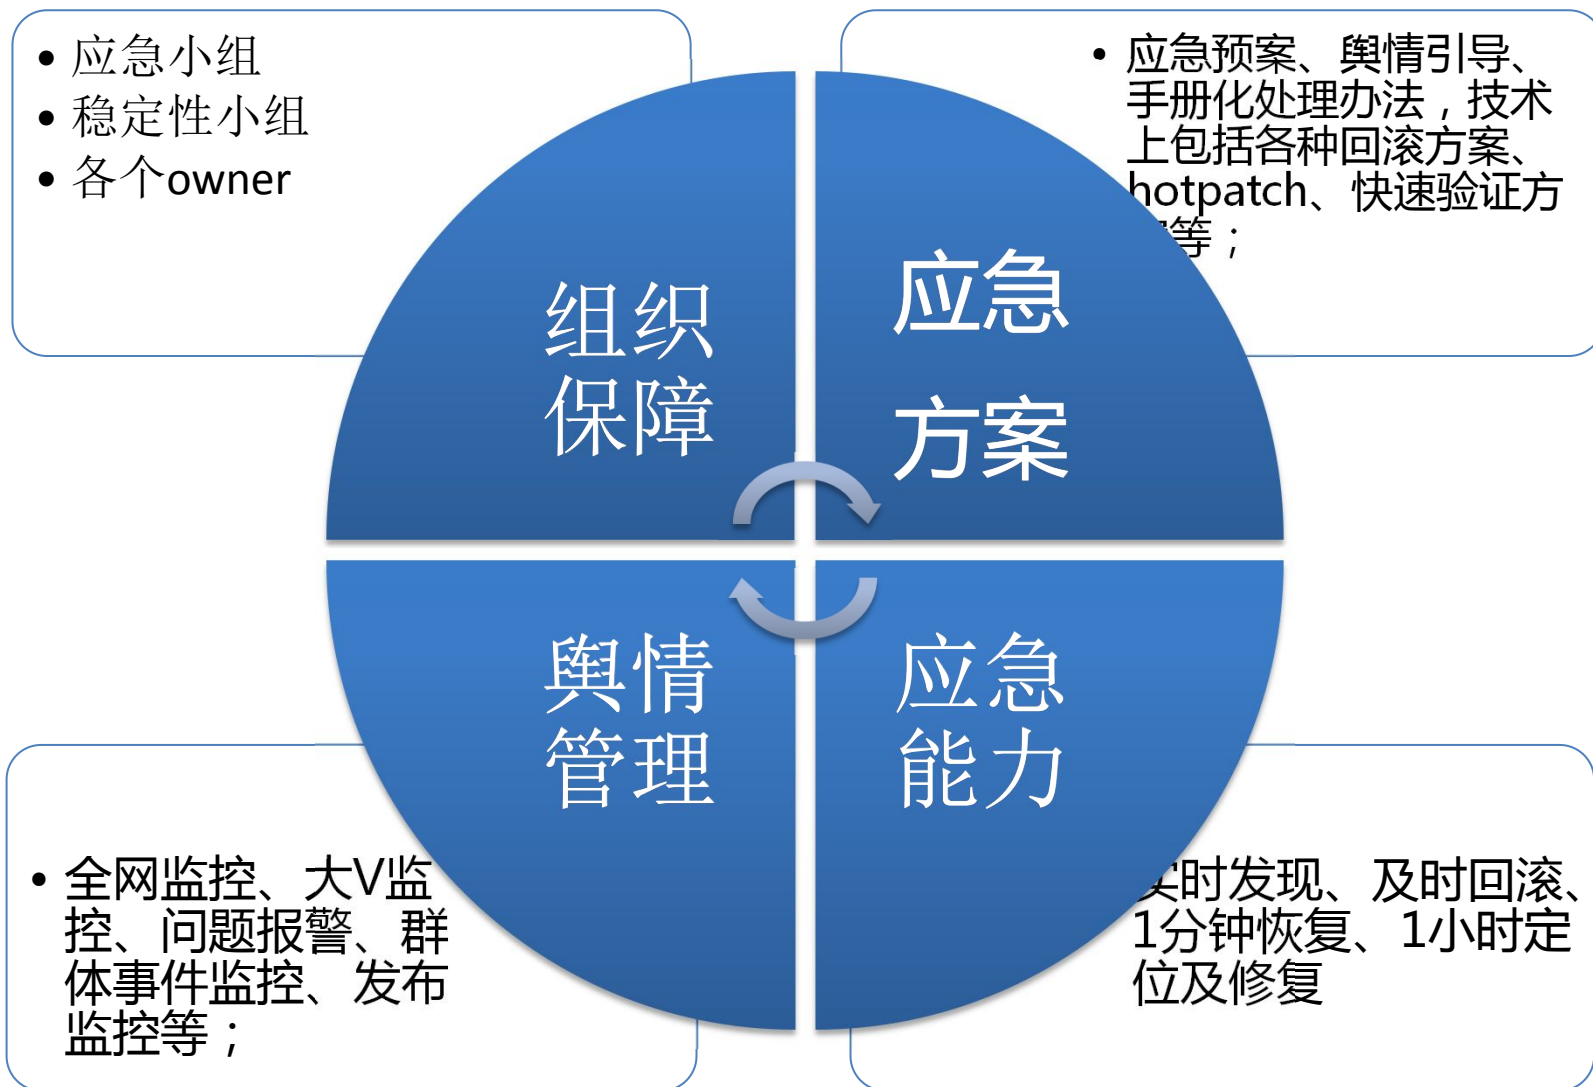 • 应急小组
• 稳定性小组
• 各个owner
• 应急预案、舆情引导、
手册化处理办法，技术
上包括各种回滚方案、
hotpatch、快速验证方
等；
组织
保障
应急
方案
舆情
管理
应急
能力
• 全网监控、大V监
控、问题报警、群
体事件监控、发布
监控等；
实时发现、及时回滚、
1分钟恢复、1小时定
位及修复